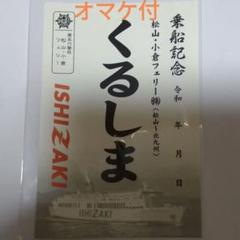 オマケ付
乗船記念
令和 年 月 日
松山・小倉フェリー㈱
(松山～北九州)
くるしま
ISHIZAKI
ISHIZAKI